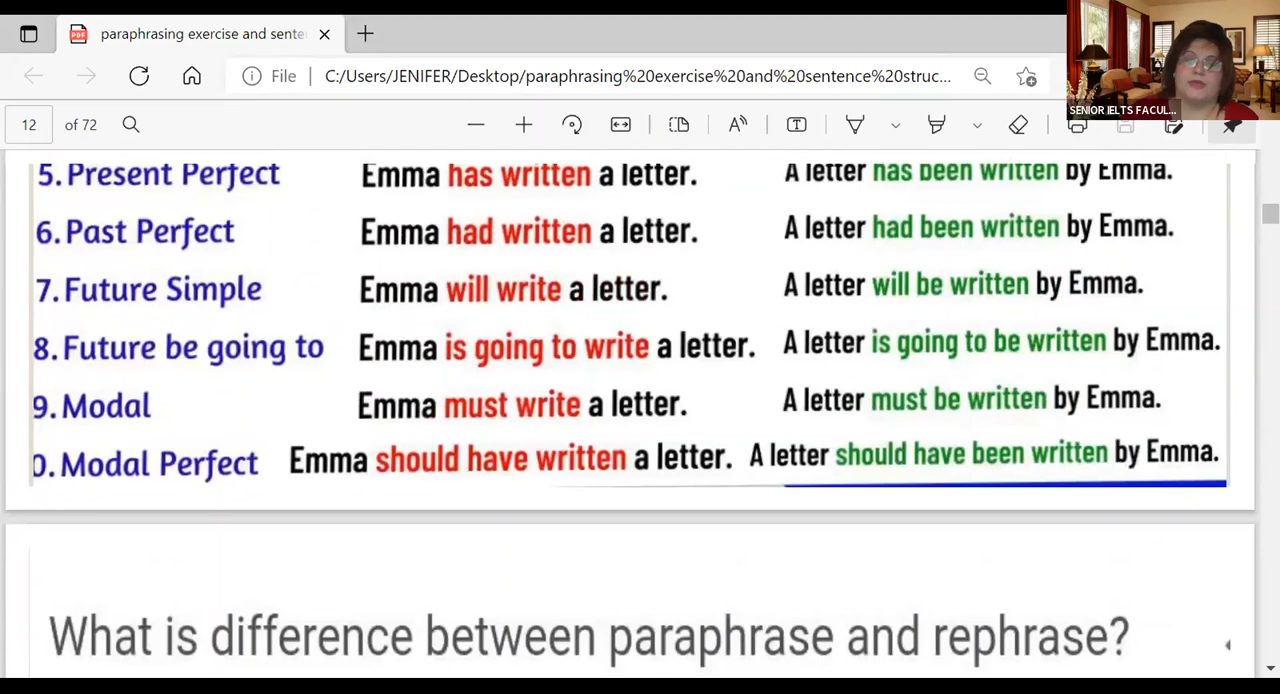 paraphrasing exercise and sente
File C:/Users/JENIFER/Desktop/paraphrasing%20exercise%20and%20sentence%20struc...
SENIOR IELTS FACUL...
12 of 72
5. Present Perfect Emma has written a letter. A letter has been written by Emma.
6. Past Perfect Emma had written a letter. A letter had been written by Emma.
7. Future Simple Emma will write a letter. A letter will be written by Emma.
8. Future be going to Emma is going to write a letter. A letter is going to be written by Emma.
9. Modal Emma must write a letter. A letter must be written by Emma.
0. Modal Perfect Emma should have written a letter. A letter should have been written by Emma.
What is difference between paraphrase and rephrase?